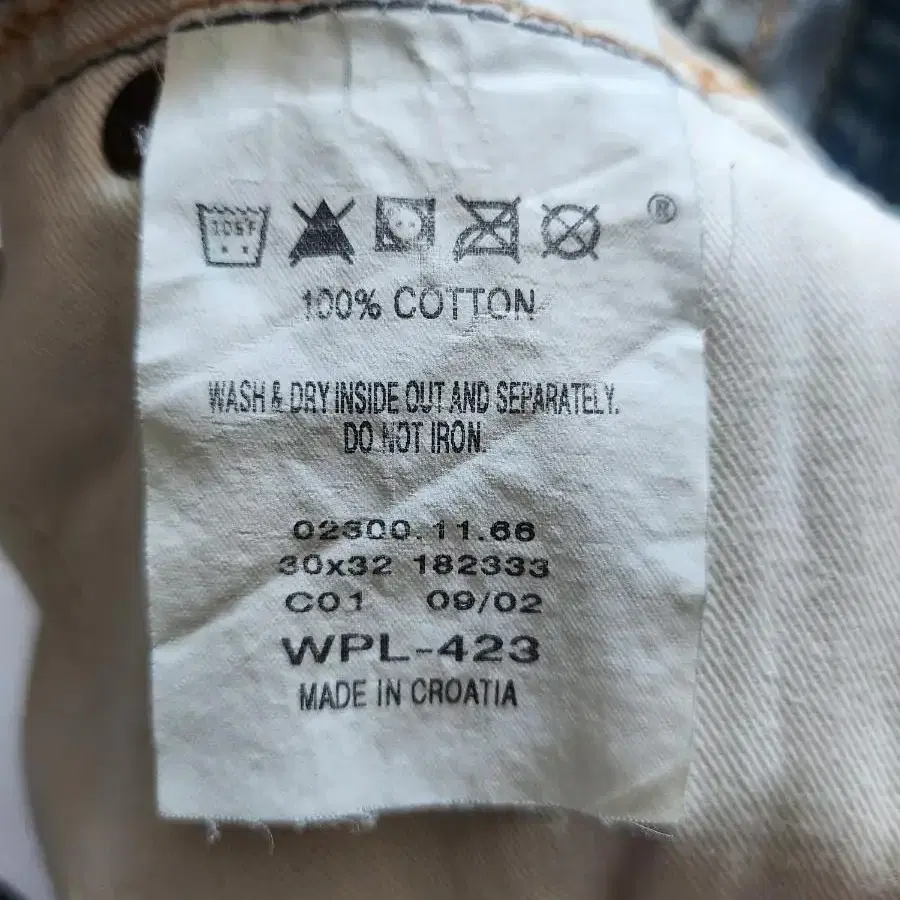 105F
®
100% COTTON
WASH & DRY INSIDE OUT AND SEPARATELY.
DO NOT IRON.
02300.11.66
30x32 182333
C01 09/02
WPL-423
MADE IN CROATIA